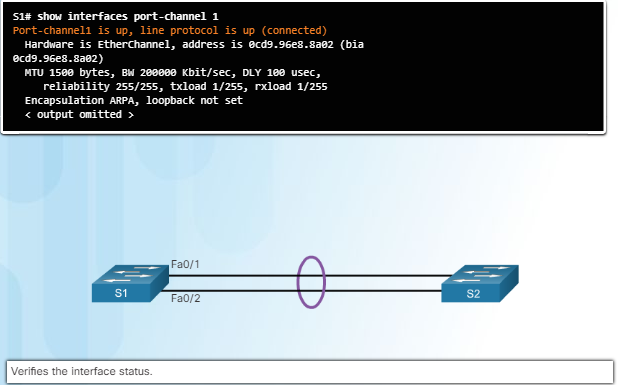 S1# show interfaces port-channel 1
Port-channel1 is up, line protocol is up (connected)
Hardware is EtherChannel, address is 0cd9.96e8.8a02 (bia
0cd9.96e8.8a02)
MTU 1500 bytes, BW 200000 Kbit/sec, DLY 100 usec,
reliability 255/255, txload 1/255, rxload 1/255
Encapsulation ARPA, loopback not set
< output omitted >
Fa0/1
S1
S2
Fa0/2
Verifies the interface status.